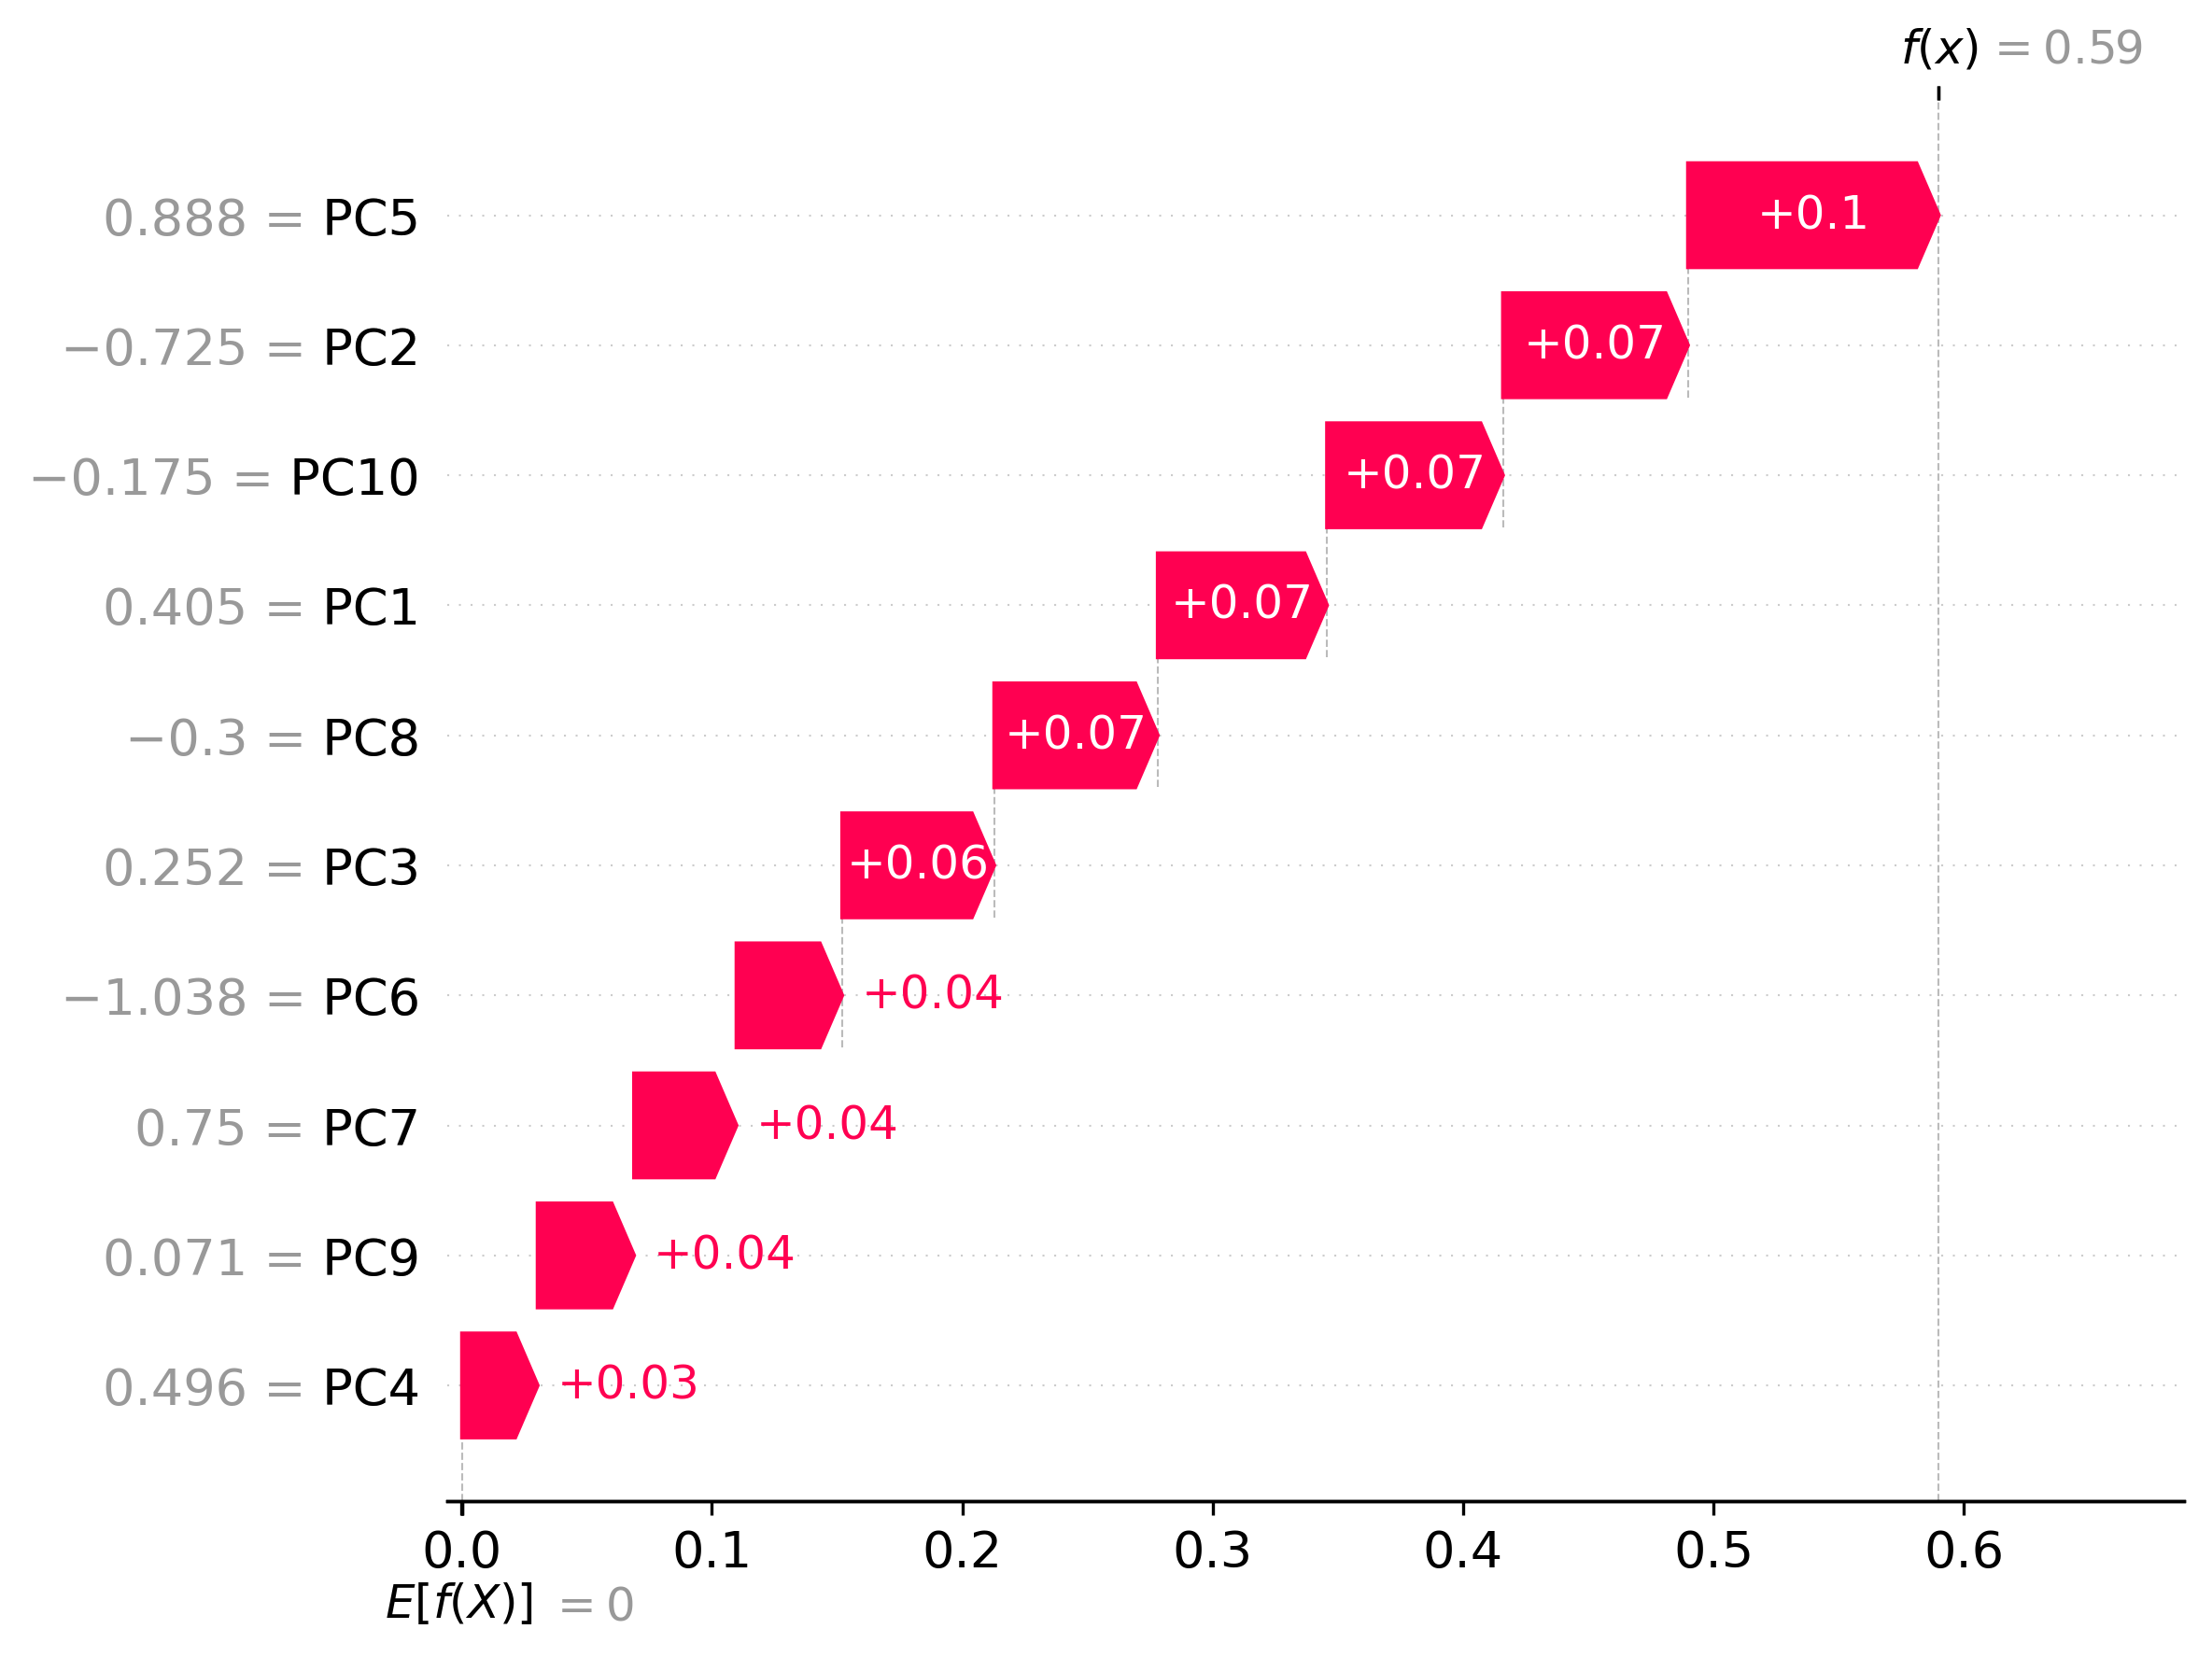 f(x) = 0.59
0.888 = PC5 +0.1
−0.725 = PC2 +0.07
−0.175 = PC10 +0.07
0.405 = PC1 +0.07
−0.3 = PC8 +0.07
0.252 = PC3 +0.06
−1.038 = PC6 +0.04
0.75 = PC7 +0.04
0.071 = PC9 +0.04
0.496 = PC4 +0.03
0.0 0.1 0.2 0.3 0.4 0.5 0.6
E[f(X)] = 0